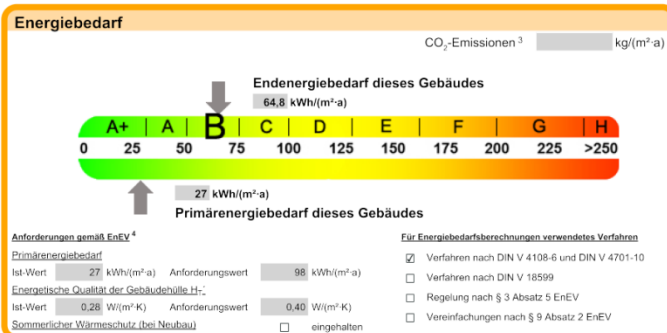 Energiebedarf
CO₂-Emissionen ³ kg/(m²·a)
Endenergiebedarf dieses Gebäudes
64,8 kWh/(m²·a)
A+ A B C D E F G H
0 25 50 75 100 125 150 175 200 225 >250
27 kWh/(m²·a)
Primärenergiebedarf dieses Gebäudes
Anforderungen gemäß EnEV ⁴ Für Energiebedarfsberechnungen verwendetes Verfahren
Primärenergiebedarf ☑ Verfahren nach DIN V 4108-6 und DIN V 4701-10
Ist-Wert 27 kWh/(m²·a) Anforderungswert 98 kWh/(m²·a)
☐ Verfahren nach DIN V 18599
Energetische Qualität der Gebäudehülle H_T'
☐ Regelung nach § 3 Absatz 5 EnEV
Ist-Wert 0,28 W/(m²·K) Anforderungswert 0,40 W/(m²·K)
☐ Vereinfachungen nach § 9 Absatz 2 EnEV
Sommerlicher Wärmeschutz (bei Neubau) ☐ eingehalten